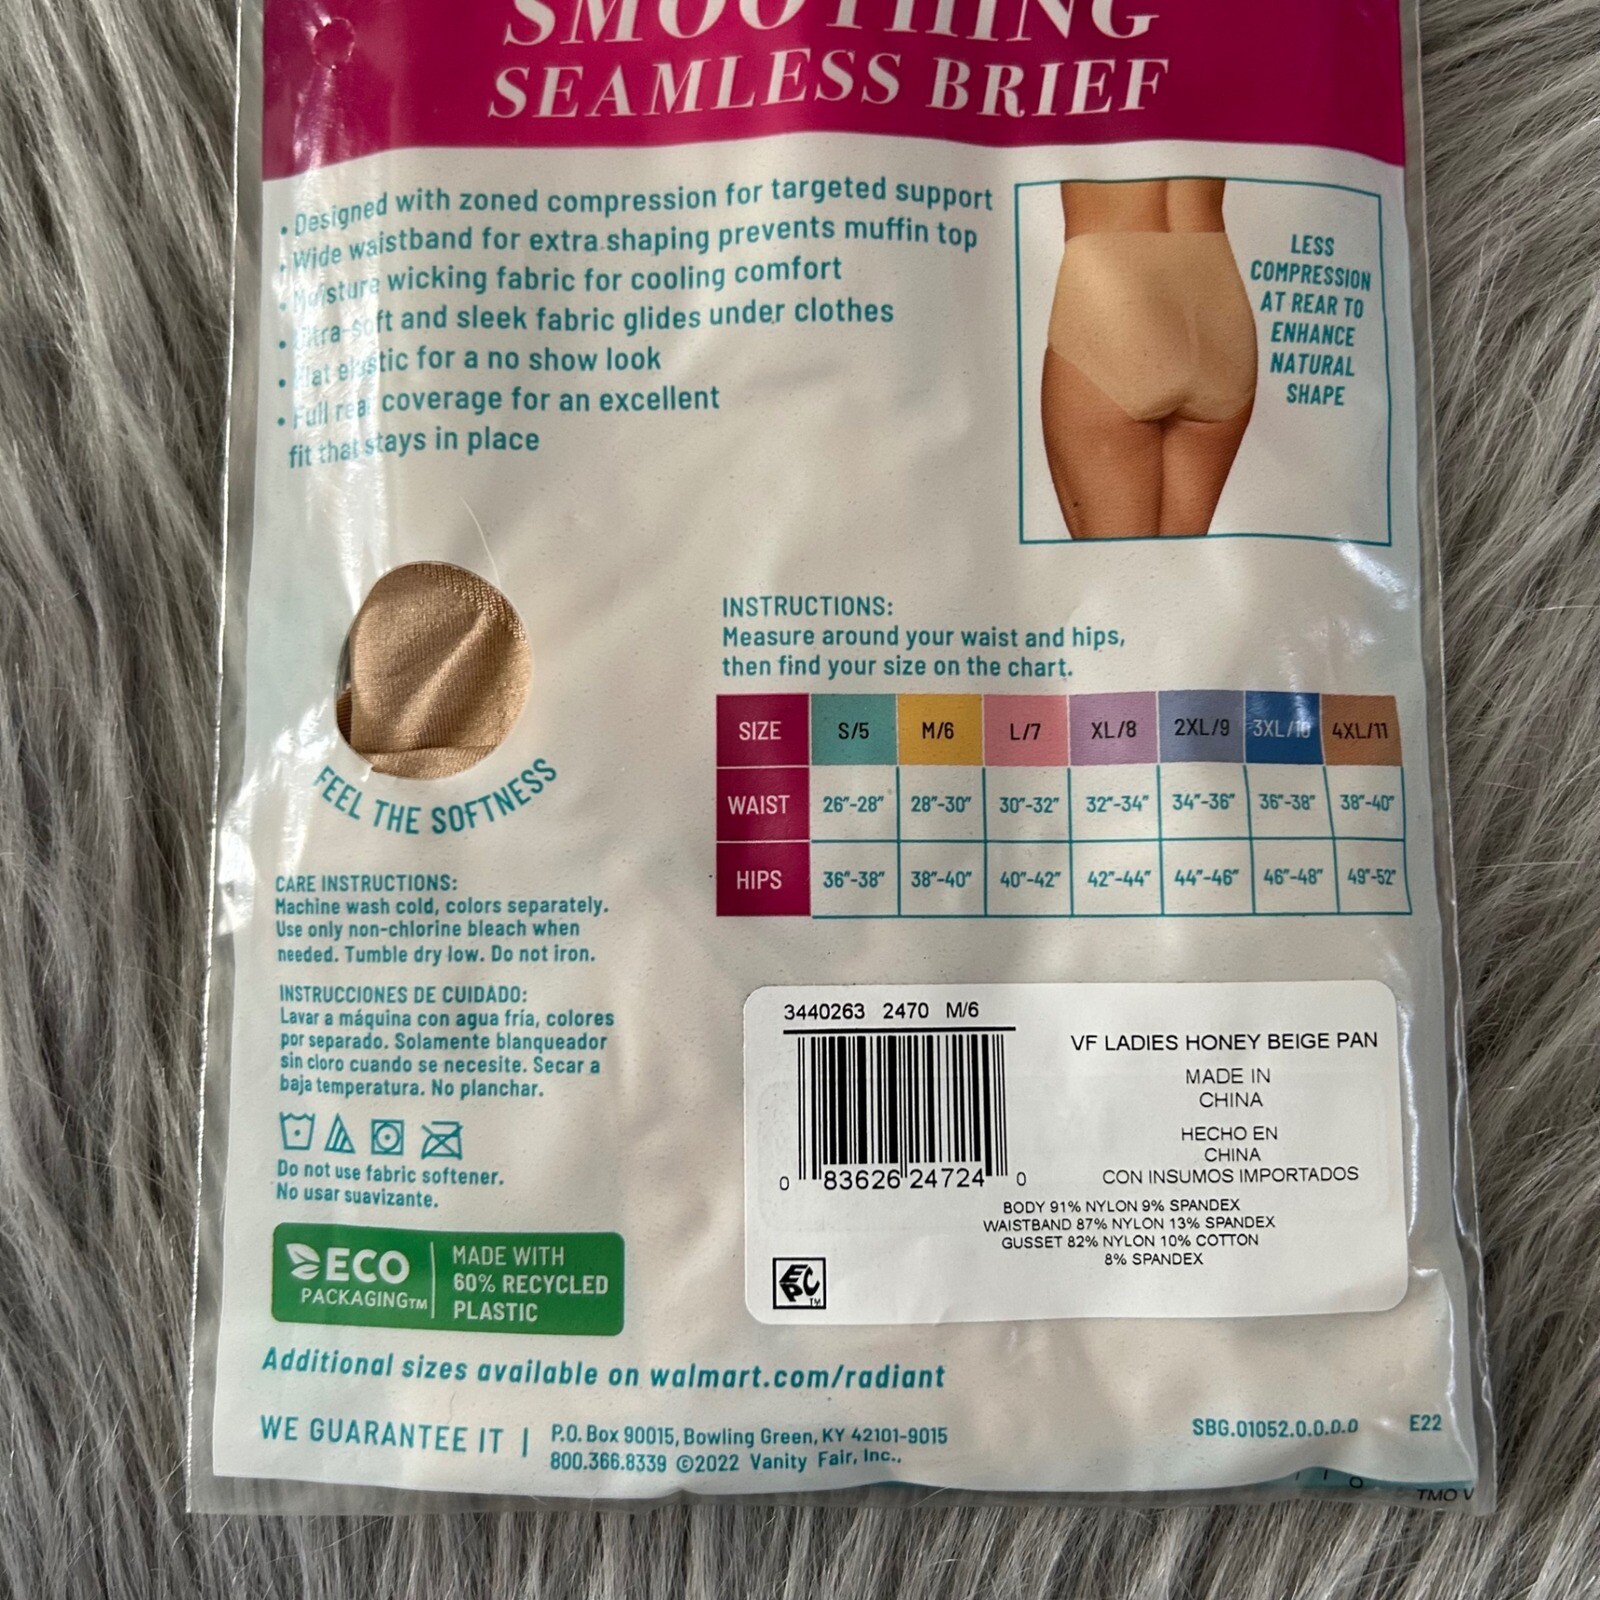 SMOOTHING
SEAMLESS BRIEF
• Designed with zoned compression for targeted support
• Wide waistband for extra shaping prevents muffin top
• Moisture wicking fabric for cooling comfort
• Ultra-soft and sleek fabric glides under clothes
• Flat elastic for a no show look
• Full rear coverage for an excellent
fit that stays in place
LESS
COMPRESSION
AT REAR TO
ENHANCE
NATURAL
SHAPE
FEEL THE SOFTNESS
INSTRUCTIONS:
Measure around your waist and hips,
then find your size on the chart.
SIZE S/5 M/6 L/7 XL/8 2XL/9 3XL/10 4XL/11
WAIST 26"-28" 28"-30" 30"-32" 32"-34" 34"-36" 36"-38" 38"-40"
HIPS 36"-38" 38"-40" 40"-42" 42"-44" 44"-46" 46"-48" 49"-52"
CARE INSTRUCTIONS:
Machine wash cold, colors separately.
Use only non-chlorine bleach when
needed. Tumble dry low. Do not iron.
INSTRUCCIONES DE CUIDADO:
Lavar a máquina con agua fría, colores
por separado. Solamente blanqueador
sin cloro cuando se necesite. Secar a
baja temperatura. No planchar.
Do not use fabric softener.
No usar suavizante.
ECO
PACKAGING™
MADE WITH
60% RECYCLED
PLASTIC
3440263 2470 M/6
0 83626 24724 0
VF LADIES HONEY BEIGE PAN
MADE IN
CHINA
HECHO EN
CHINA
CON INSUMOS IMPORTADOS
BODY 91% NYLON 9% SPANDEX
WAISTBAND 87% NYLON 13% SPANDEX
GUSSET 82% NYLON 10% COTTON
8% SPANDEX
EPC TM
Additional sizes available on walmart.com/radiant
WE GUARANTEE IT | P.O. Box 90015, Bowling Green, KY 42101-9015
800.366.8339 ©2022 Vanity Fair, Inc.,
SBG.01052.0.0.0.0 E22
TMO V